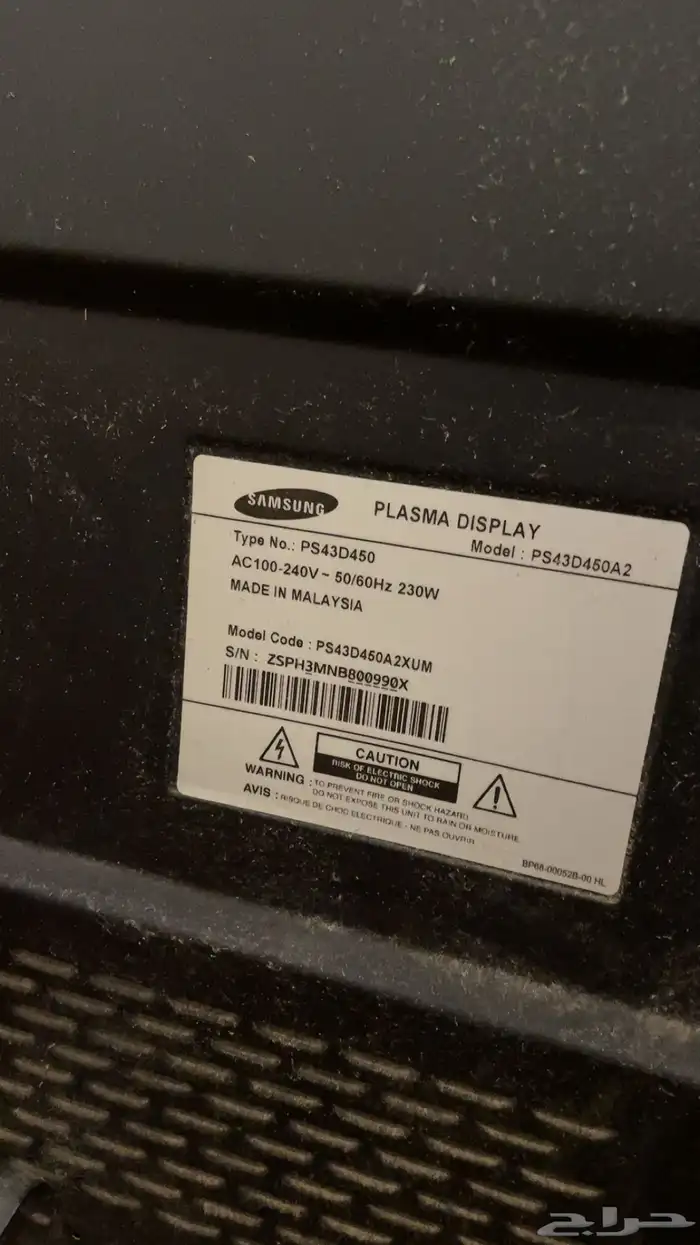 SAMSUNG
PLASMA DISPLAY
Type No.: PS43D450
Model : PS43D450A2
AC100-240V ~ 50/60Hz 230W
MADE IN MALAYSIA
Model Code : PS43D450A2XUM
S/N : ZSPH3MNB800990X
CAUTION
RISK OF ELECTRIC SHOCK
DO NOT OPEN
WARNING : TO PREVENT FIRE OR SHOCK HAZARD,
DO NOT EXPOSE THIS UNIT TO RAIN OR MOISTURE.
AVIS : RISQUE DE CHOC ELECTRIQUE - NE PAS OUVRIR.
BP68-00052B-00 HL
حراج